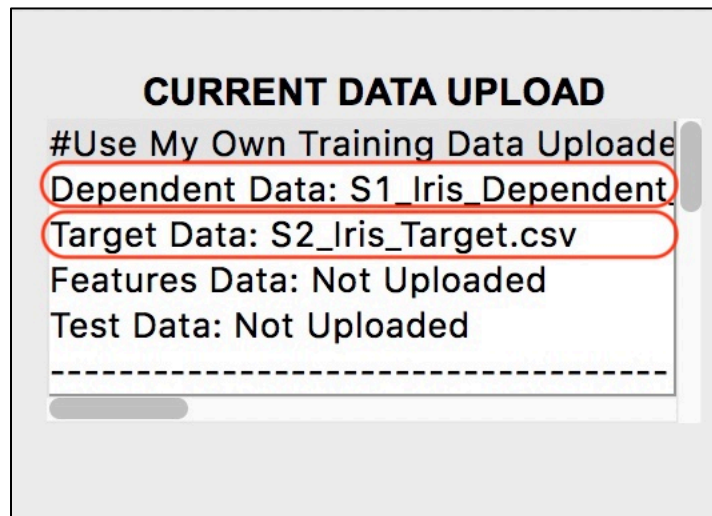 CURRENT DATA UPLOAD
#Use My Own Training Data Uploade
Dependent Data: S1_Iris_Dependent_
Target Data: S2_Iris_Target.csv
Features Data: Not Uploaded
Test Data: Not Uploaded
------------------------------------